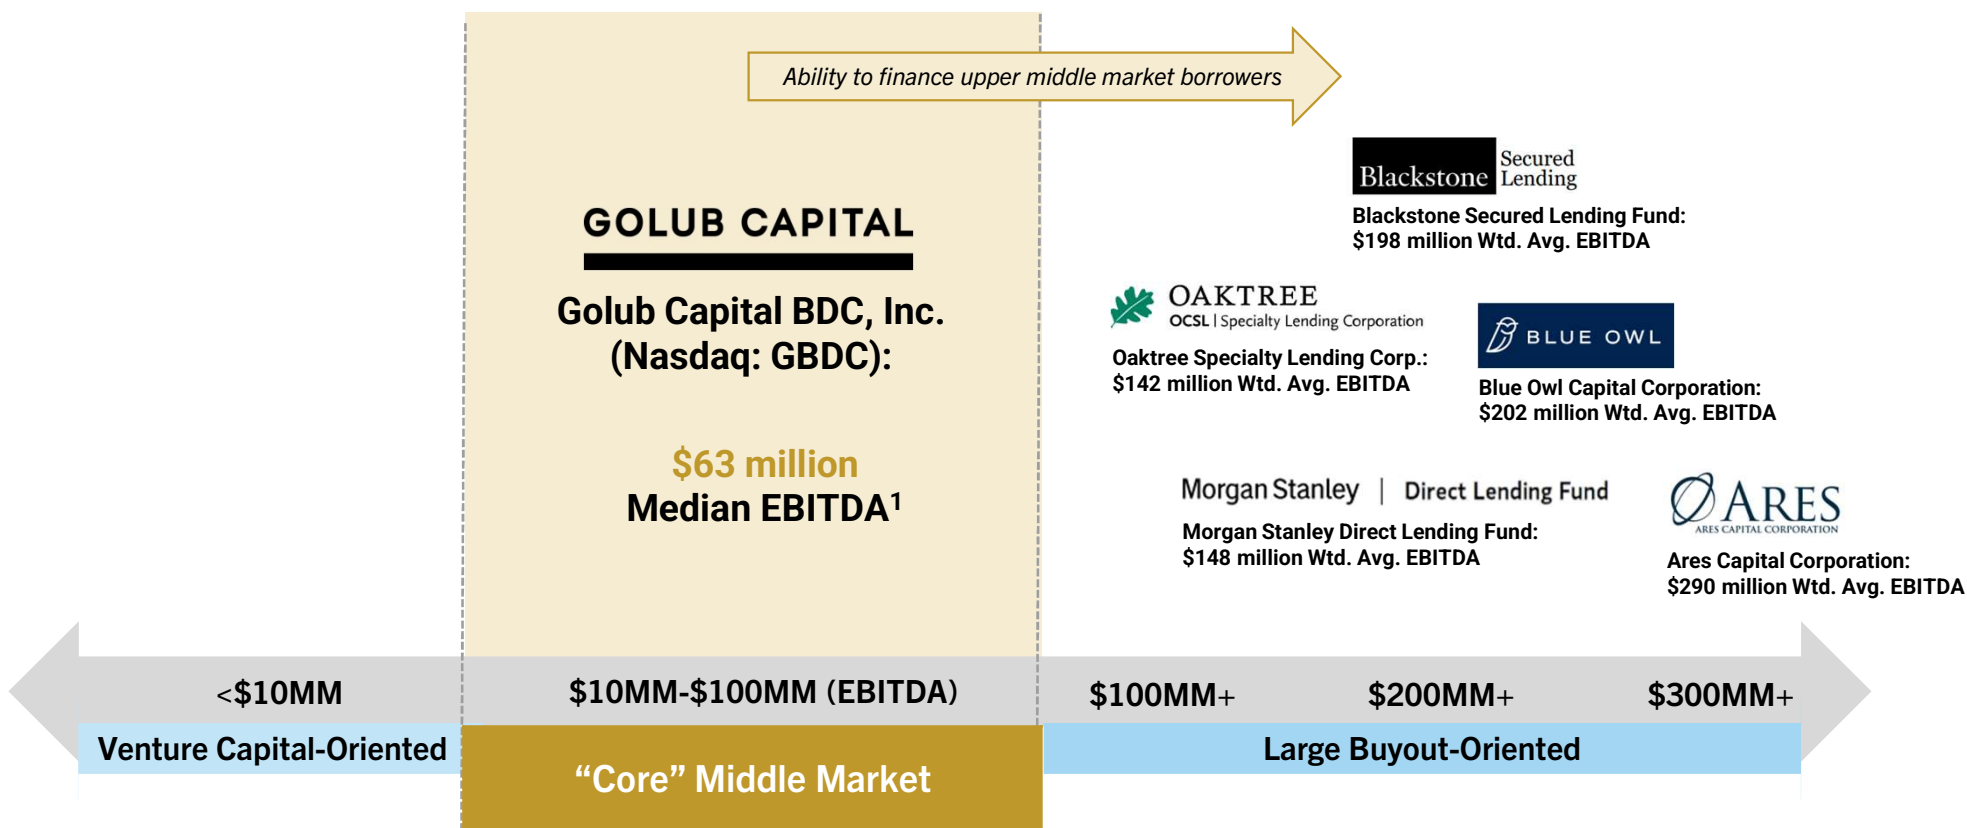 Ability to finance upper middle market borrowers
GOLUB CAPITAL
Golub Capital BDC, Inc.
(Nasdaq: GBDC):
$63 million
Median EBITDA¹
Blackstone
Secured
Lending
Blackstone Secured Lending Fund:
$198 million Wtd. Avg. EBITDA
OAKTREE
OCSL | Specialty Lending Corporation
Oaktree Specialty Lending Corp.:
$142 million Wtd. Avg. EBITDA
BLUE OWL
Blue Owl Capital Corporation:
$202 million Wtd. Avg. EBITDA
Morgan Stanley | Direct Lending Fund
Morgan Stanley Direct Lending Fund:
$148 million Wtd. Avg. EBITDA
ARES
ARES CAPITAL CORPORATION
Ares Capital Corporation:
$290 million Wtd. Avg. EBITDA
<$10MM
$10MM-$100MM (EBITDA)
$100MM+
$200MM+
$300MM+
Venture Capital-Oriented
“Core” Middle Market
Large Buyout-Oriented